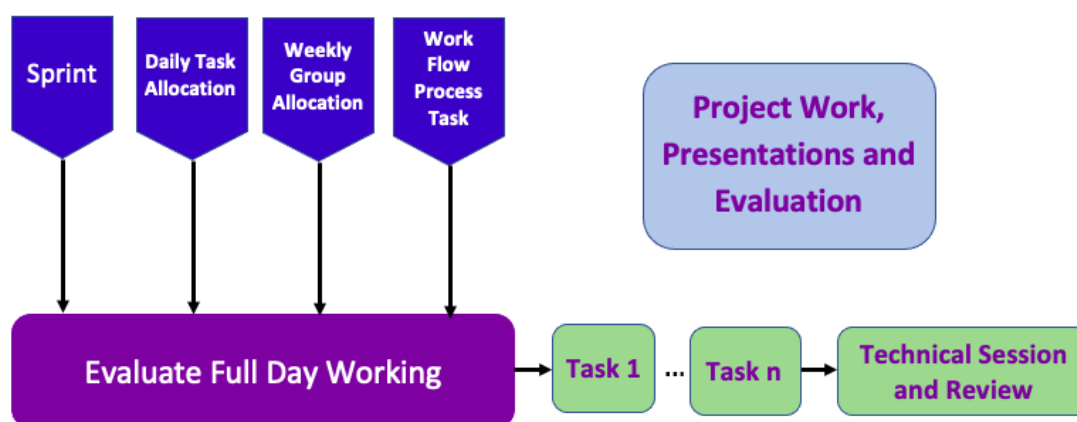 Sprint
Daily Task
Allocation
Weekly
Group
Allocation
Work
Flow
Process
Task
Project Work,
Presentations and
Evaluation
Evaluate Full Day Working
Task 1
...
Task n
Technical Session
and Review